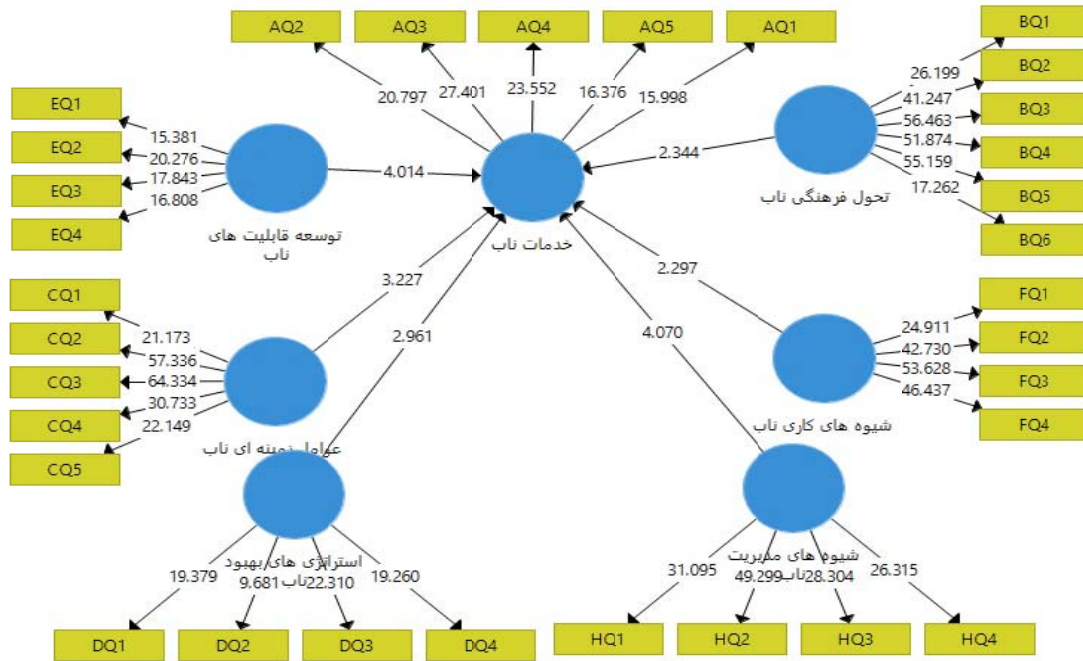 AQ2
AQ3
AQ4
AQ5
AQ1
20.797
27.401
23.552
16.376
15.998
BQ1
BQ2
BQ3
BQ4
BQ5
BQ6
26.199
41.247
56.463
51.874
55.159
17.262
EQ1
EQ2
EQ3
EQ4
15.381
20.276
17.843
16.808
4.014
2.344
توسعه قابلیت های
ناب
خدمات ناب
تحول فرهنگی ناب
CQ1
CQ2
CQ3
CQ4
CQ5
21.173
57.336
64.334
30.733
22.149
3.227
2.961
2.297
4.070
FQ1
FQ2
FQ3
FQ4
24.911
42.730
53.628
46.437
عوامل زمینه ای ناب
شیوه های کاری ناب
استراتژی های بهبود
ناب
شیوه های مدیریت
ناب
19.379
9.681
22.310
19.260
31.095
49.299
28.304
26.315
DQ1
DQ2
DQ3
DQ4
HQ1
HQ2
HQ3
HQ4